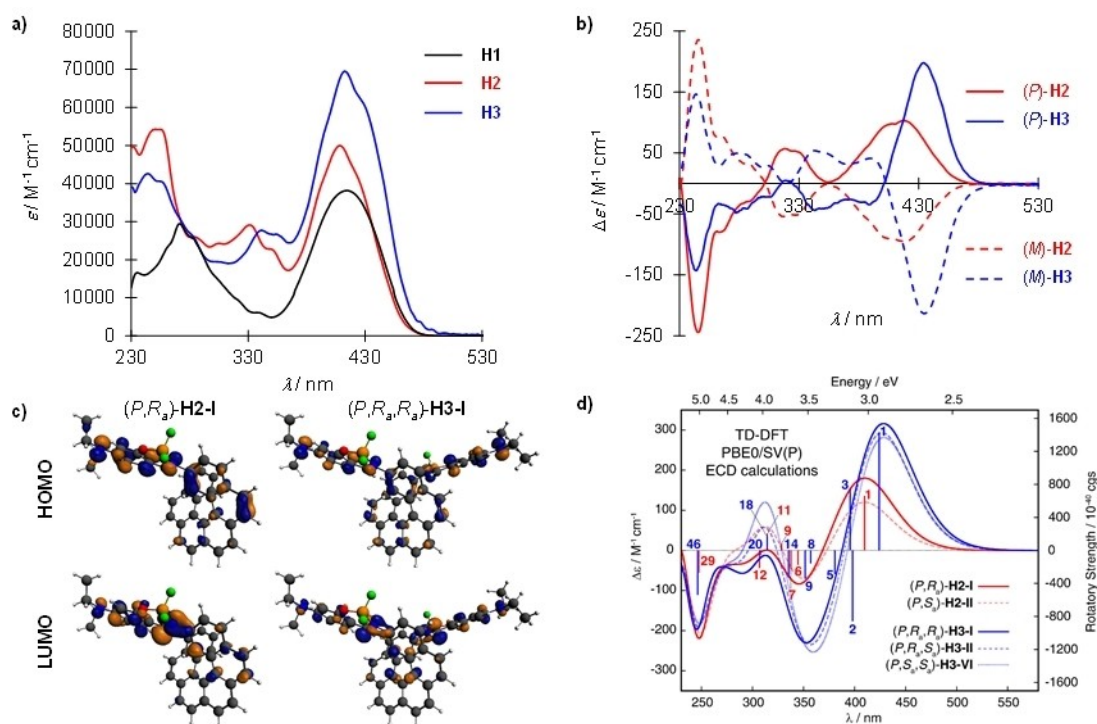 a)
80000
70000
60000
50000
40000
30000
20000
10000
0
ε / M⁻¹ cm⁻¹
H1
H2
H3
230 330 430 530
λ / nm
b)
250
150
50
-50
-150
-250
Δε / M⁻¹ cm⁻¹
(P)-H2
(P)-H3
230 330 430 530
(M)-H2
(M)-H3
λ / nm
c)
(P,Rₐ)-H2-I (P,Rₐ,Rₐ)-H3-I
HOMO
LUMO
d)
Energy / eV
5.0 4.5 4.0 3.5 3.0 2.5
300
200
100
0
-100
-200
-300
Δε / M⁻¹ cm⁻¹
TD-DFT
PBE0/SV(P)
ECD calculations
1
3
1
18
11
9
46
29
20
14
8
12
6
9
7
5
2
(P,Rₐ)-H2-I
(P,Sₐ)-H2-II
(P,Rₐ,Rₐ)-H3-I
(P,Rₐ,Sₐ)-H3-II
(P,Sₐ,Sₐ)-H3-VI
1600
1200
800
400
0
-400
-800
-1200
-1600
Rotatory Strength / 10⁻⁴⁰ cgs
250 300 350 400 450 500 550
λ / nm